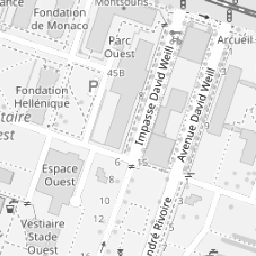 Montsouris
Fondation
de Monaco
Parc
Ouest
Arcueil
45B
P
Impasse David Weill
Avenue David Weill
Fondation
Hellénique
Espace
Ouest
6
15
10
12
Vestiaire
Stade
Ouest